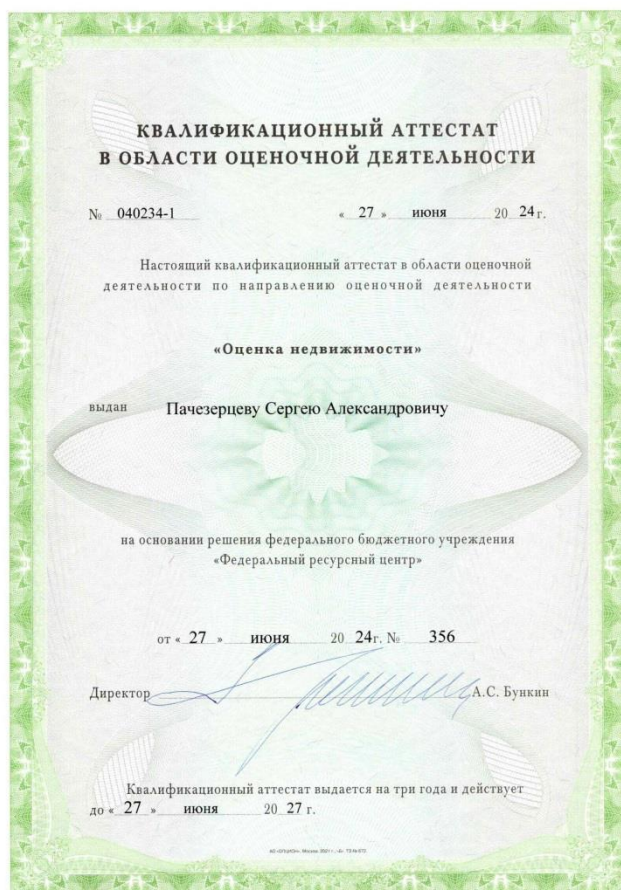 КВАЛИФИКАЦИОННЫЙ АТТЕСТАТ
В ОБЛАСТИ ОЦЕНОЧНОЙ ДЕЯТЕЛЬНОСТИ
№ 040234-1 « 27 » июня 20 24 г.
Настоящий квалификационный аттестат в области оценочной
деятельности по направлению оценочной деятельности
«Оценка недвижимости»
выдан Пачезерцеву Сергею Александровичу
на основании решения федерального бюджетного учреждения
«Федеральный ресурсный центр»
от « 27 » июня 20 24г. № 356
Директор А.С. Бункин
Квалификационный аттестат выдается на три года и действует
до « 27 » июня 20 27 г.